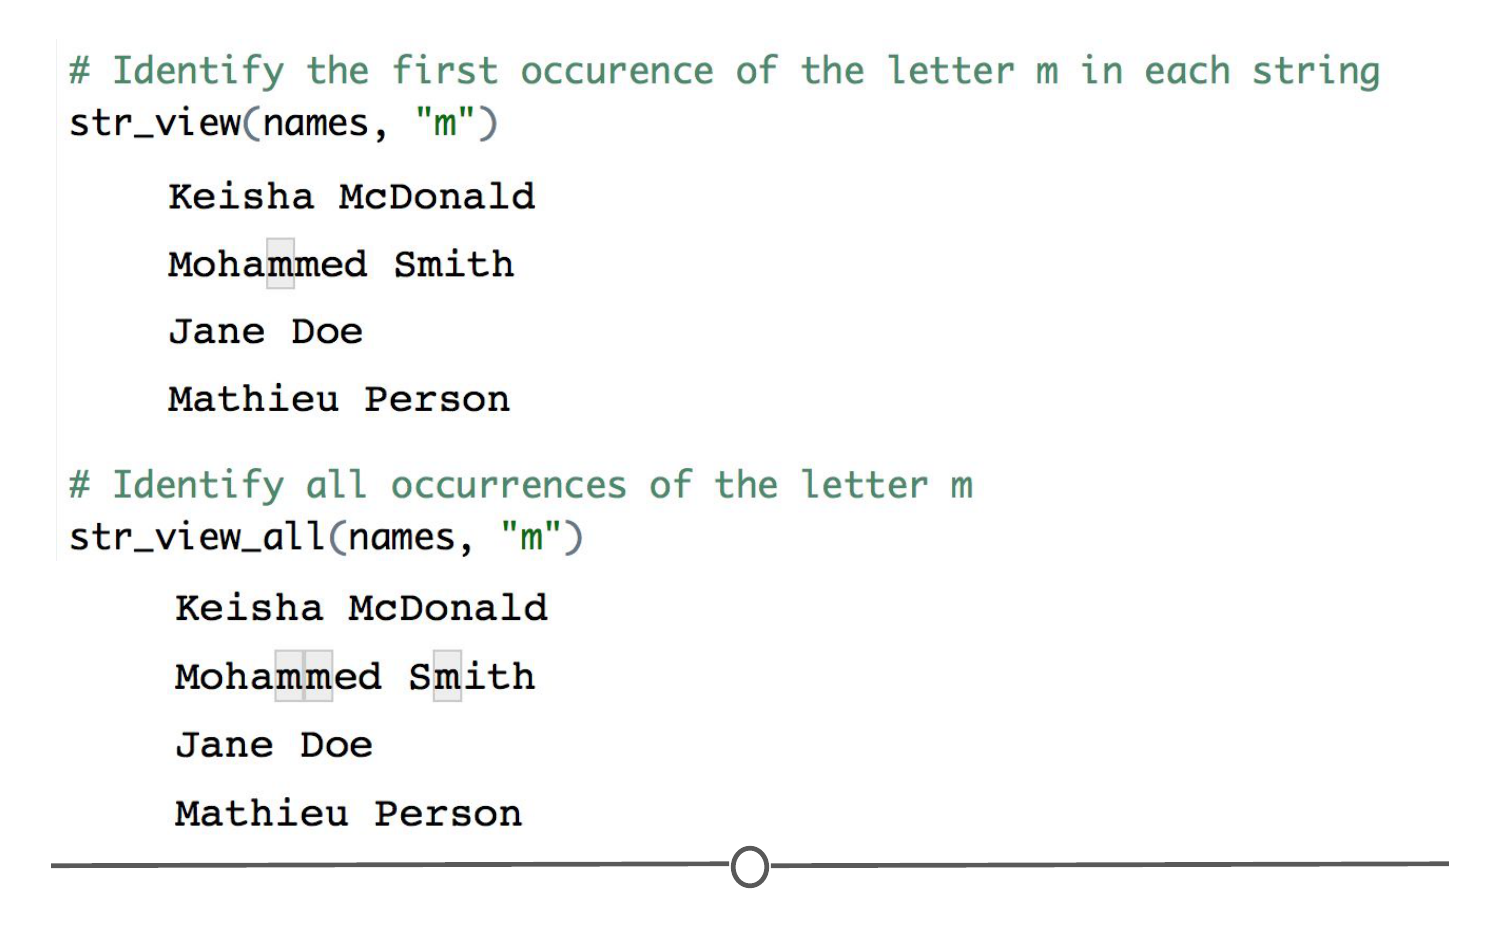 # Identify the first occurence of the letter m in each string
str_view(names, "m")
Keisha McDonald
Mohammed Smith
Jane Doe
Mathieu Person
# Identify all occurrences of the letter m
str_view_all(names, "m")
Keisha McDonald
Mohammed Smith
Jane Doe
Mathieu Person